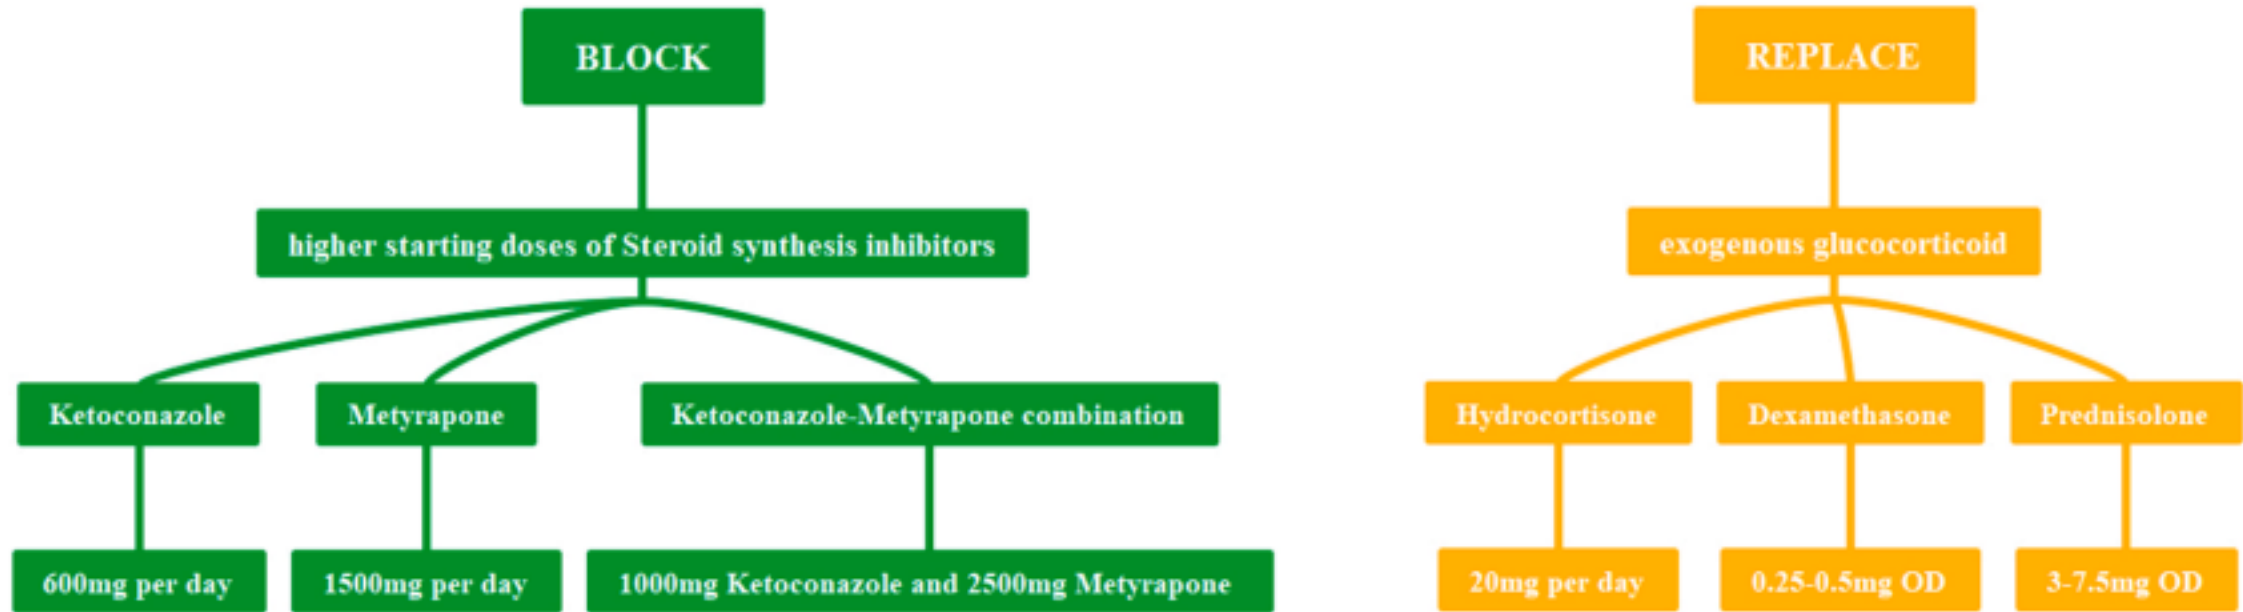 BLOCK
higher starting doses of Steroid synthesis inhibitors
Ketoconazole
Metyrapone
Ketoconazole-Metyrapone combination
600mg per day
1500mg per day
1000mg Ketoconazole and 2500mg Metyrapone
REPLACE
exogenous glucocorticoid
Hydrocortisone
Dexamethasone
Prednisolone
20mg per day
0.25-0.5mg OD
3-7.5mg OD